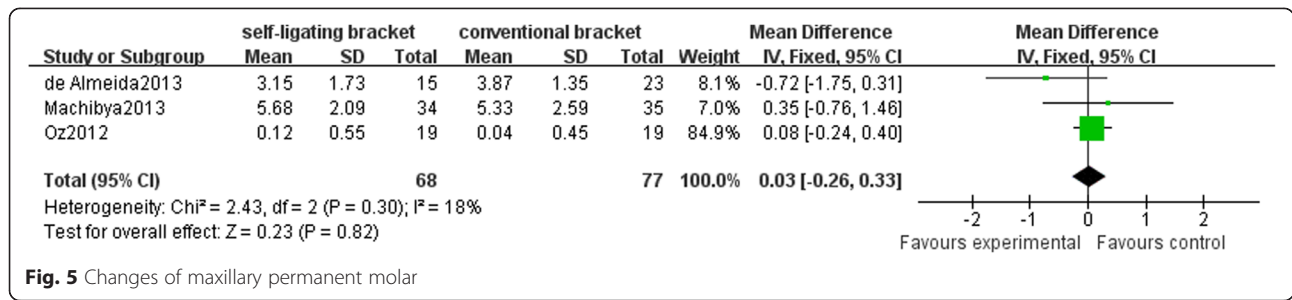 self-ligating bracket conventional bracket Mean Difference Mean Difference
Study or Subgroup Mean SD Total Mean SD Total Weight IV, Fixed, 95% CI IV, Fixed, 95% CI
de Almeida2013 3.15 1.73 15 3.87 1.35 23 8.1% -0.72 [-1.75, 0.31]
Machibya2013 5.68 2.09 34 5.33 2.59 35 7.0% 0.35 [-0.76, 1.46]
Oz2012 0.12 0.55 19 0.04 0.45 19 84.9% 0.08 [-0.24, 0.40]
Total (95% CI) 68 77 100.0% 0.03 [-0.26, 0.33]
Heterogeneity: Chi² = 2.43, df = 2 (P = 0.30); I² = 18%
Test for overall effect: Z = 0.23 (P = 0.82)
-2 -1 0 1 2
Favours experimental Favours control
Fig. 5 Changes of maxillary permanent molar